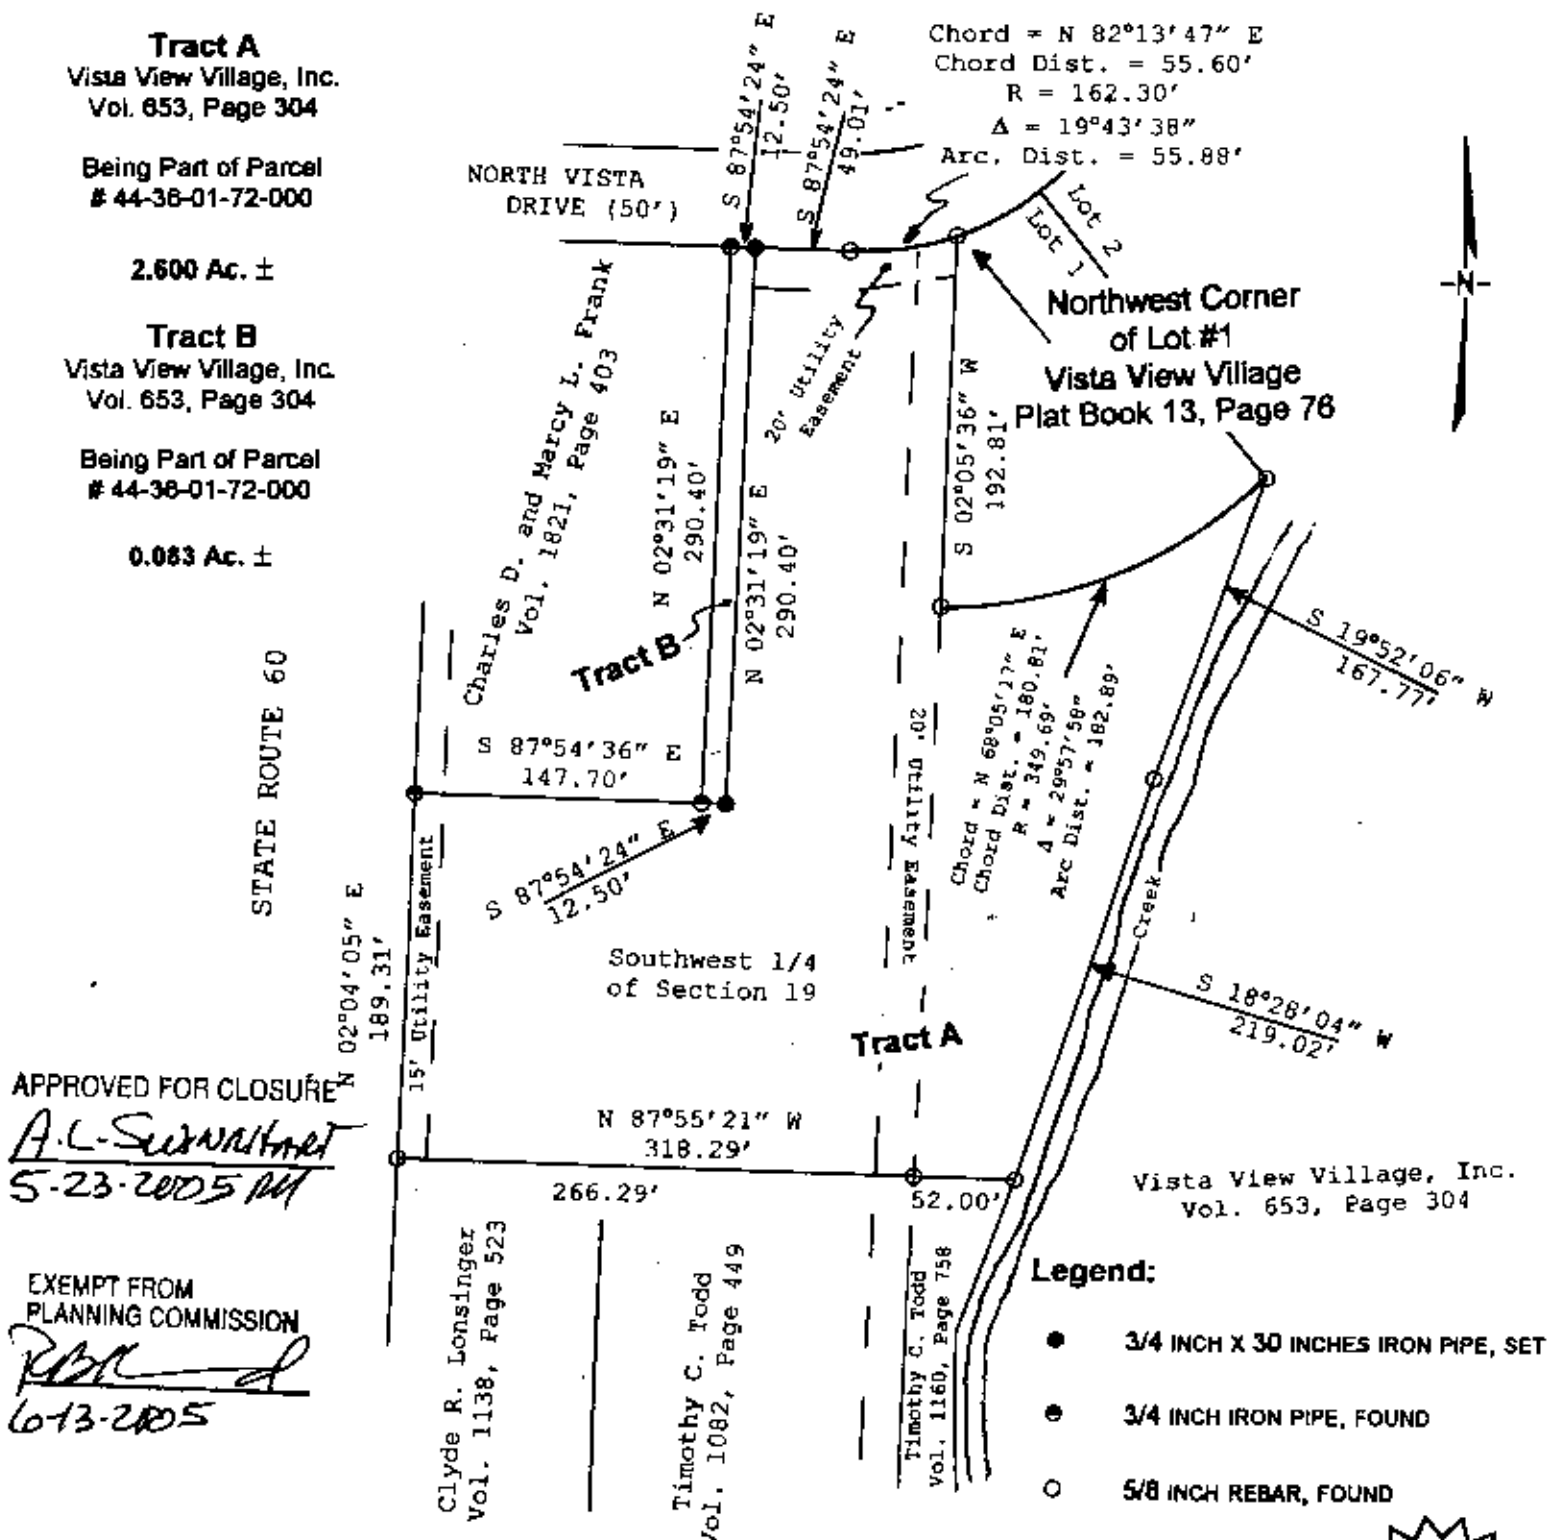 Tract A
Vista View Village, Inc.
Vol. 653, Page 304
Being Part of Parcel
# 44-36-01-72-000
2.600 Ac. ±
Tract B
Vista View Village, Inc.
Vol. 653, Page 304
Being Part of Parcel
# 44-36-01-72-000
0.083 Ac. ±
S 87°54'24" E
12.50'
S 87°54'24" E
49.01'
Chord = N 82°13'47" E
Chord Dist. = 55.60'
R = 162.30'
Δ = 19°43'38"
Arc. Dist. = 55.88'
NORTH VISTA
DRIVE (50')
Lot 2
Lot 1
Northwest Corner
of Lot #1
Vista View Village
Plat Book 13, Page 76
N
Charles D. and Marcy L. Frank
Vol. 1821, Page 403
N 02°31'19" E
290.40'
N 02°31'19" E
290.40'
20' Utility
Easement
S 02°05'36" W
192.81'
Tract B
S 19°52'06" W
167.77'
STATE ROUTE 60
S 87°54'36" E
147.70'
S 87°54'24" E
12.50'
20' Utility Easement
Chord = N 68°05'17" E
Chord Dist. = 180.81'
R = 349.69'
Δ = 29°57'58"
Arc Dist. = 182.89'
Creek
S 18°28'04" W
219.02'
N 02°04'05" E
189.31'
15' Utility Easement
Southwest 1/4
of Section 19
Tract A
APPROVED FOR CLOSURE
5-23-2005
N 87°55'21" W
318.29'
266.29'
52.00'
Vista View Village, Inc.
Vol. 653, Page 304
EXEMPT FROM
PLANNING COMMISSION
6-13-2005
Clyde R. Lonsinger
Vol. 1138, Page 523
Timothy C. Todd
Vol. 1082, Page 449
Timothy C. Todd
Vol. 1160, Page 758
Legend:
3/4 INCH X 30 INCHES IRON PIPE, SET
3/4 INCH IRON PIPE, FOUND
5/8 INCH REBAR, FOUND